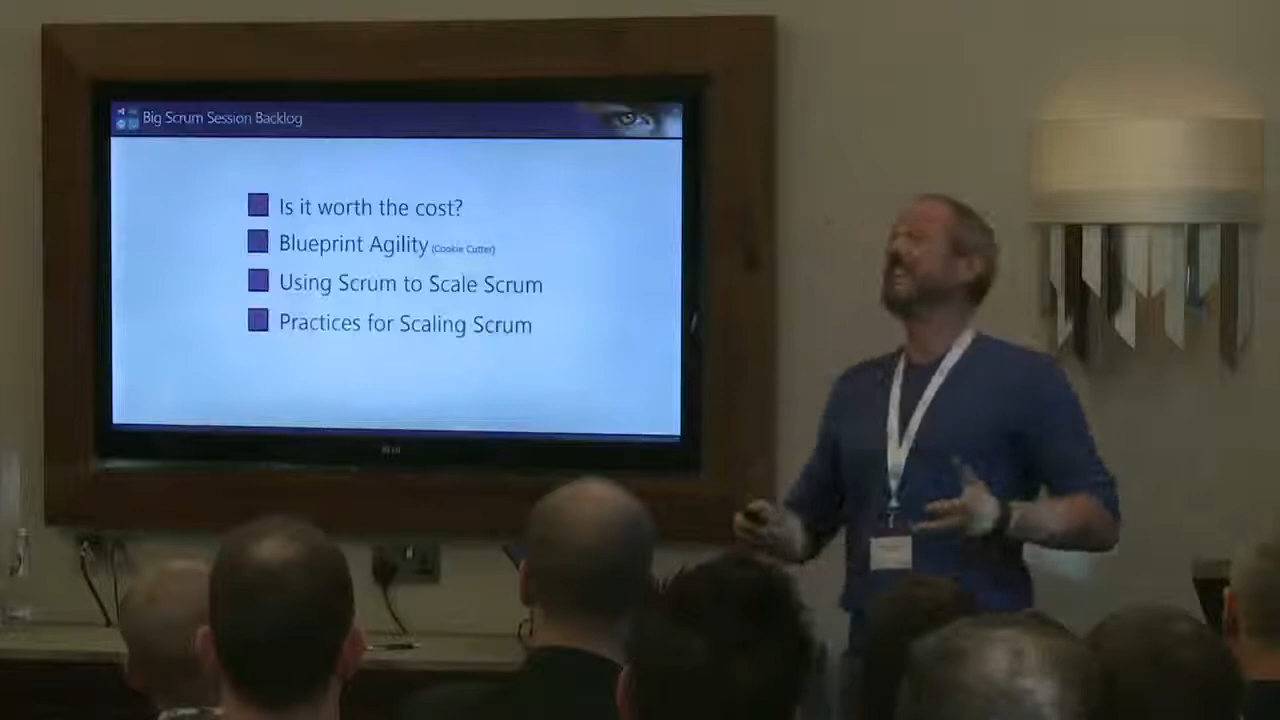 Big Scrum Session Backlog
Is it worth the cost?
Blueprint Agility (Cookie Cutter)
Using Scrum to Scale Scrum
Practices for Scaling Scrum